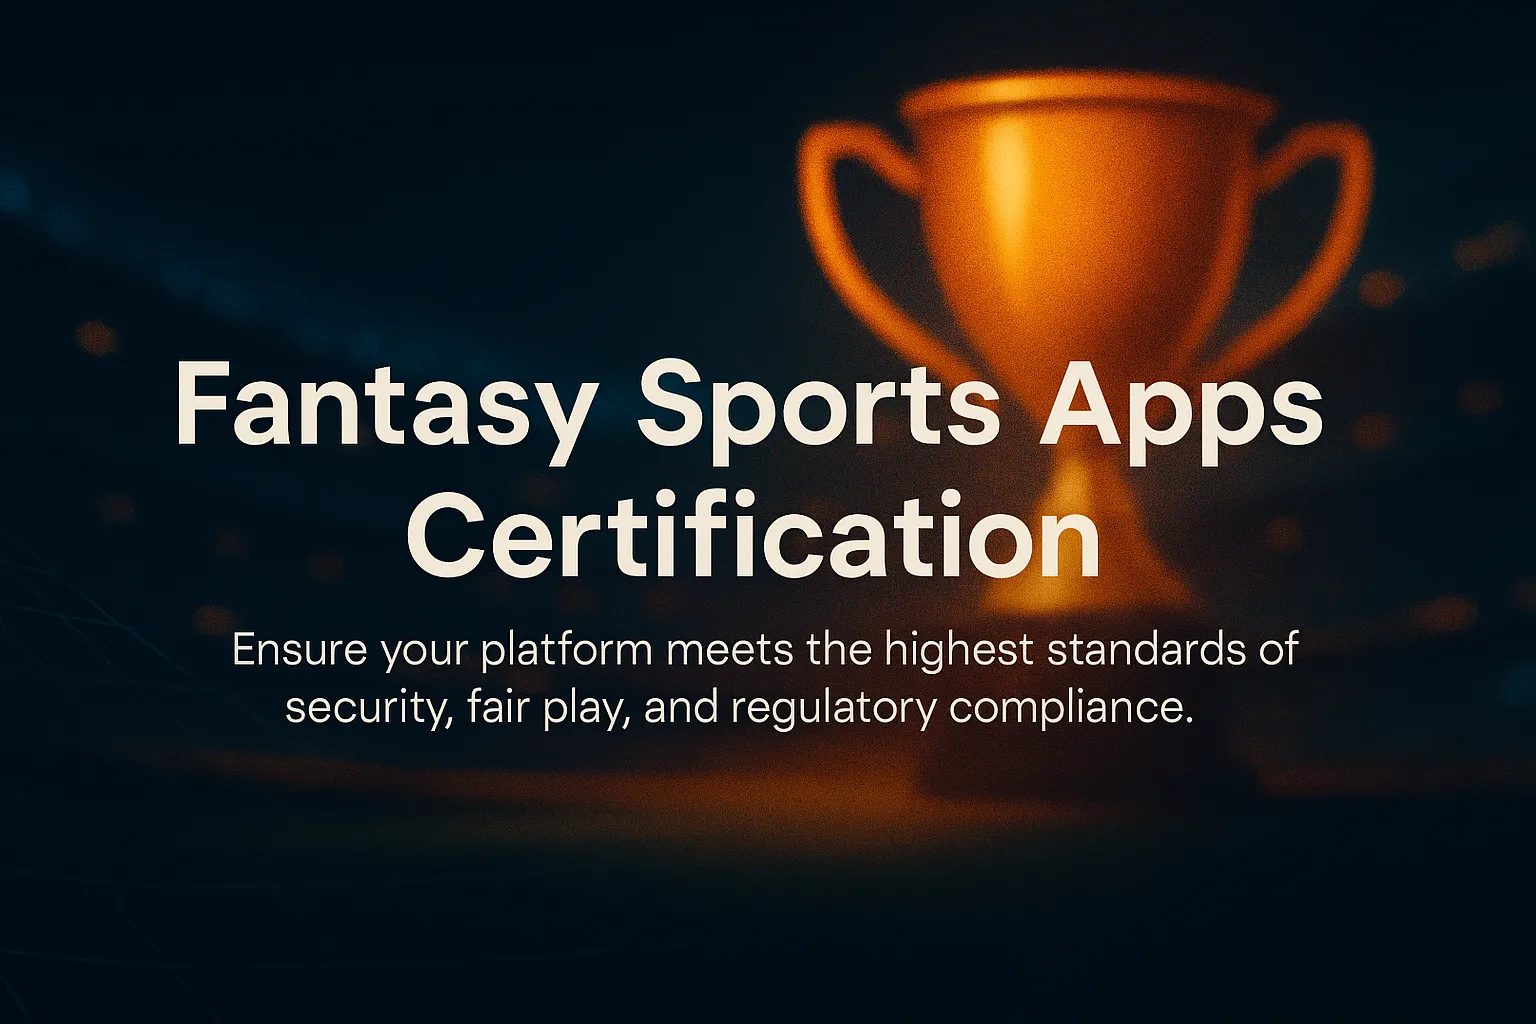 Fantasy Sports Apps
Certification
Ensure your platform meets the highest standards of
security, fair play, and regulatory compliance.